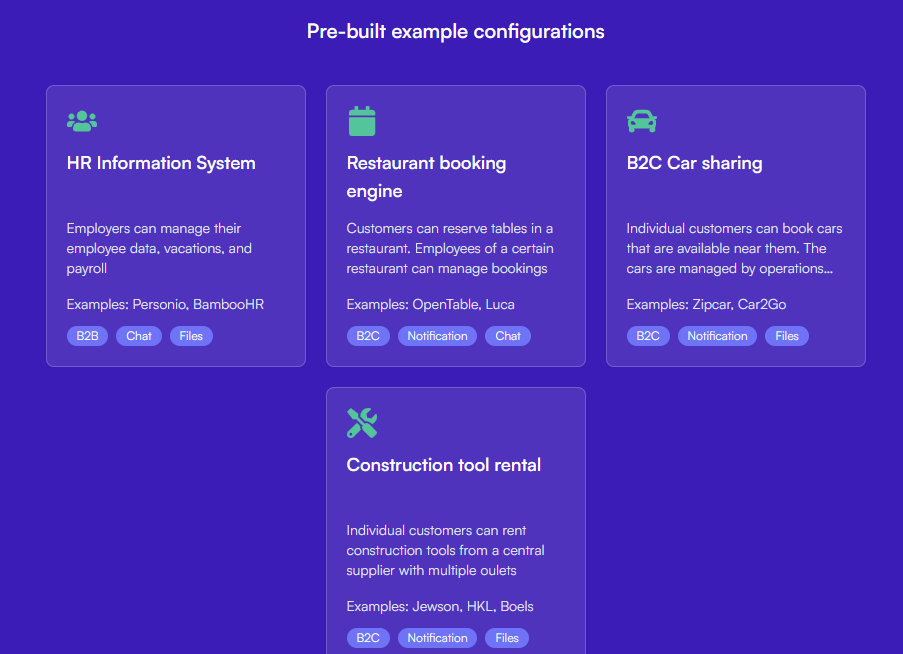 Pre-built example configurations
HR Information System
Employers can manage their
employee data, vacations, and
payroll
Examples: Personio, BambooHR
B2B Chat Files
Restaurant booking
engine
Customers can reserve tables in a
restaurant. Employees of a certain
restaurant can manage bookings
Examples: OpenTable, Luca
B2C Notification Chat
B2C Car sharing
Individual customers can book cars
that are available near them. The
cars are managed by operations...
Examples: Zipcar, Car2Go
B2C Notification Files
Construction tool rental
Individual customers can rent
construction tools from a central
supplier with multiple oulets
Examples: Jewson, HKL, Boels
B2C Notification Files